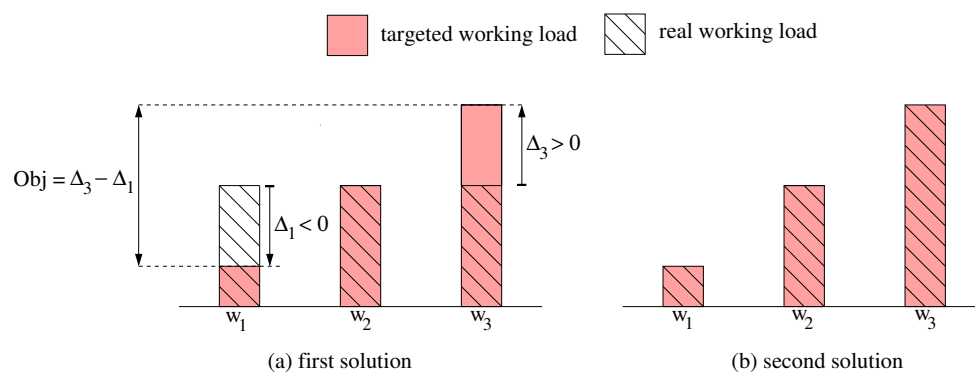 targeted working load
real working load
Δ₃ > 0
Obj = Δ₃ − Δ₁
Δ₁ < 0
w₁ w₂ w₃ w₁ w₂ w₃
(a) first solution (b) second solution